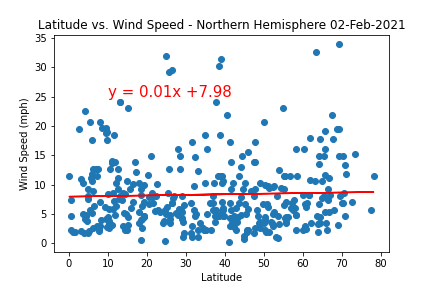 Latitude vs. Wind Speed - Northern Hemisphere 02-Feb-2021
35
30
25
20
15
10
5
0
Wind Speed (mph)
y = 0.01x +7.98
0 10 20 30 40 50 60 70 80
Latitude